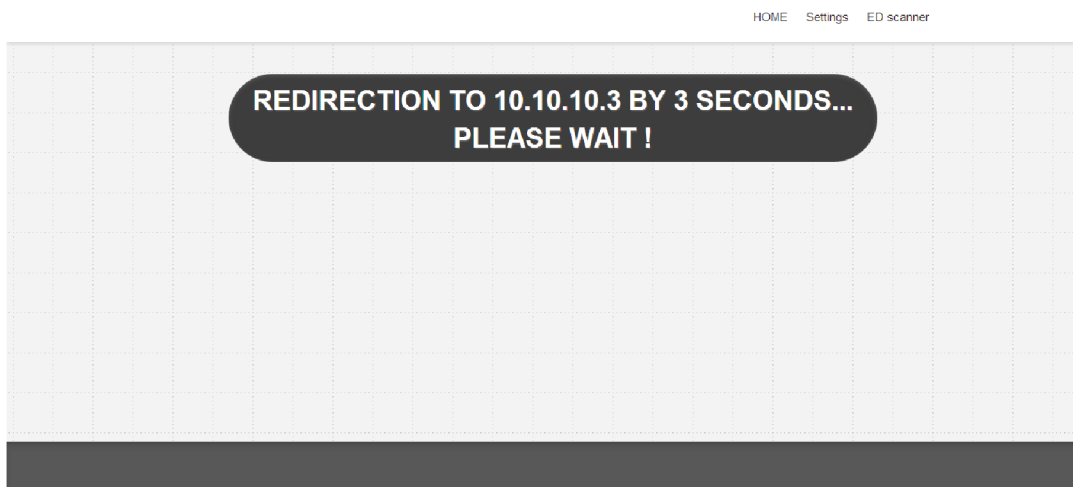 HOME Settings ED scanner
REDIRECTION TO 10.10.10.3 BY 3 SECONDS...
PLEASE WAIT !